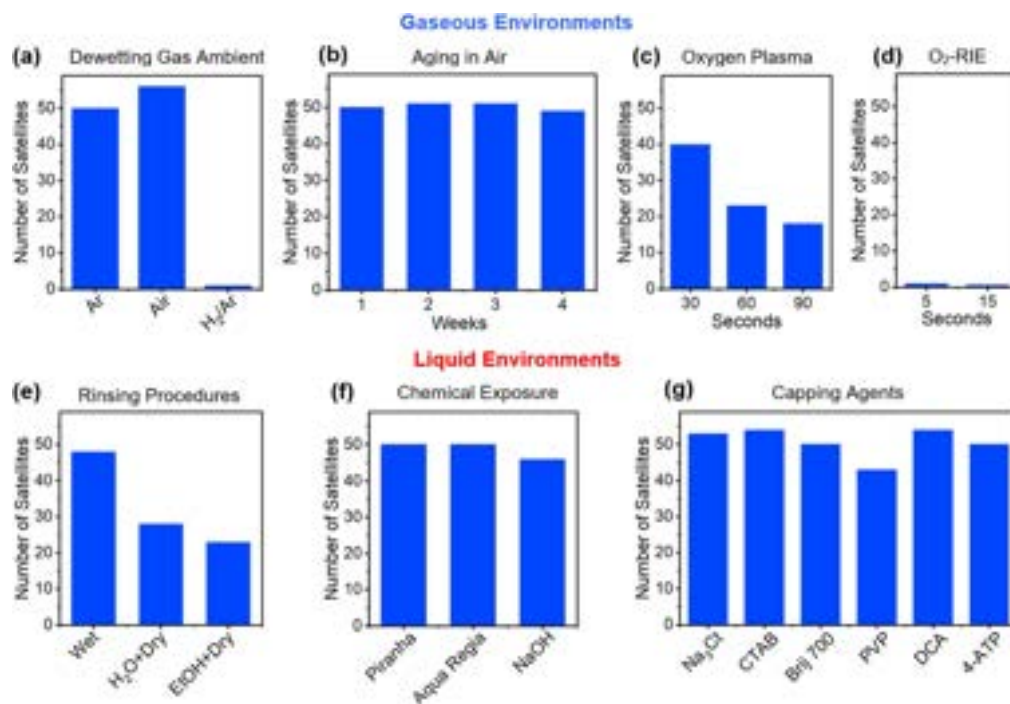 Gaseous Environments
(a) Dewetting Gas Ambient
Number of Satellites
50
40
30
20
10
0
Ar Air H₂/Ar
(b) Aging in Air
Number of Satellites
50
40
30
20
10
0
1 2 3 4
Weeks
(c) Oxygen Plasma
Number of Satellites
50
40
30
20
10
0
30 60 90
Seconds
(d) O₂-RIE
Number of Satellites
50
40
30
20
10
0
5 15
Seconds
Liquid Environments
(e) Rinsing Procedures
Number of Satellites
50
40
30
20
10
0
Wet H₂O+Dry EtOH+Dry
(f) Chemical Exposure
Number of Satellites
50
40
30
20
10
0
Piranha Aqua Regia NaOH
(g) Capping Agents
Number of Satellites
50
40
30
20
10
0
Na₃Ct CTAB Brij 700 PVP DCA 4-ATP